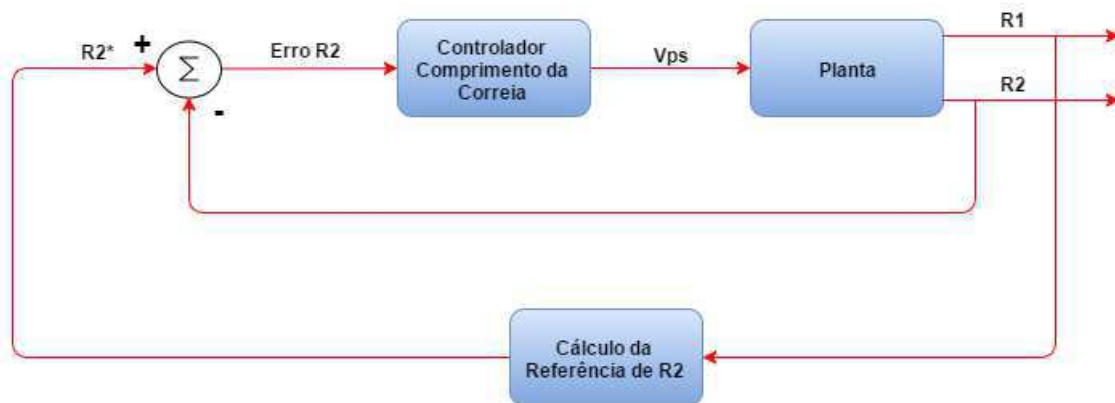 R2*
+
Σ
-
Erro R2
Controlador
Comprimento da
Correia
Vps
Planta
R1
R2
Cálculo da
Referência de R2